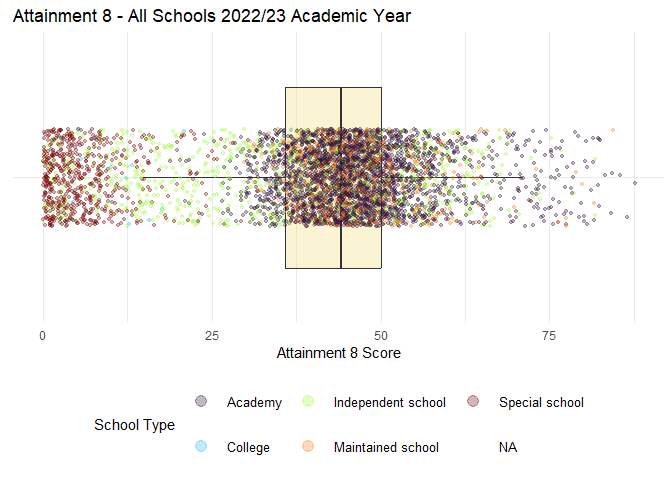 Attainment 8 - All Schools 2022/23 Academic Year
0 25 50 75
Attainment 8 Score
School Type
Academy Independent school Special school
College Maintained school NA